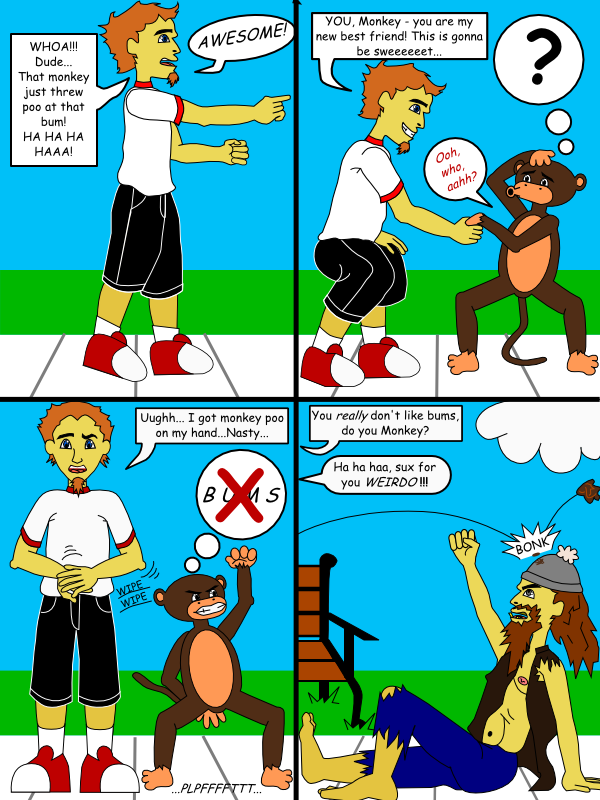 WHOA!!!
Dude...
That monkey
just threw
poo at that
bum!
HA HA HA
HAAA!
AWESOME!
YOU, Monkey - you are my
new best friend! This is gonna
be sweeeeeet...
?
Ooh,
who,
aahh?
Uughh... I got monkey poo
on my hand...Nasty...
BUMS
WIPE
WIPE
...PLPFFFFTTT...
You really don't like bums,
do you Monkey?
Ha ha haa, sux for
you WEIRDO!!!
BONK